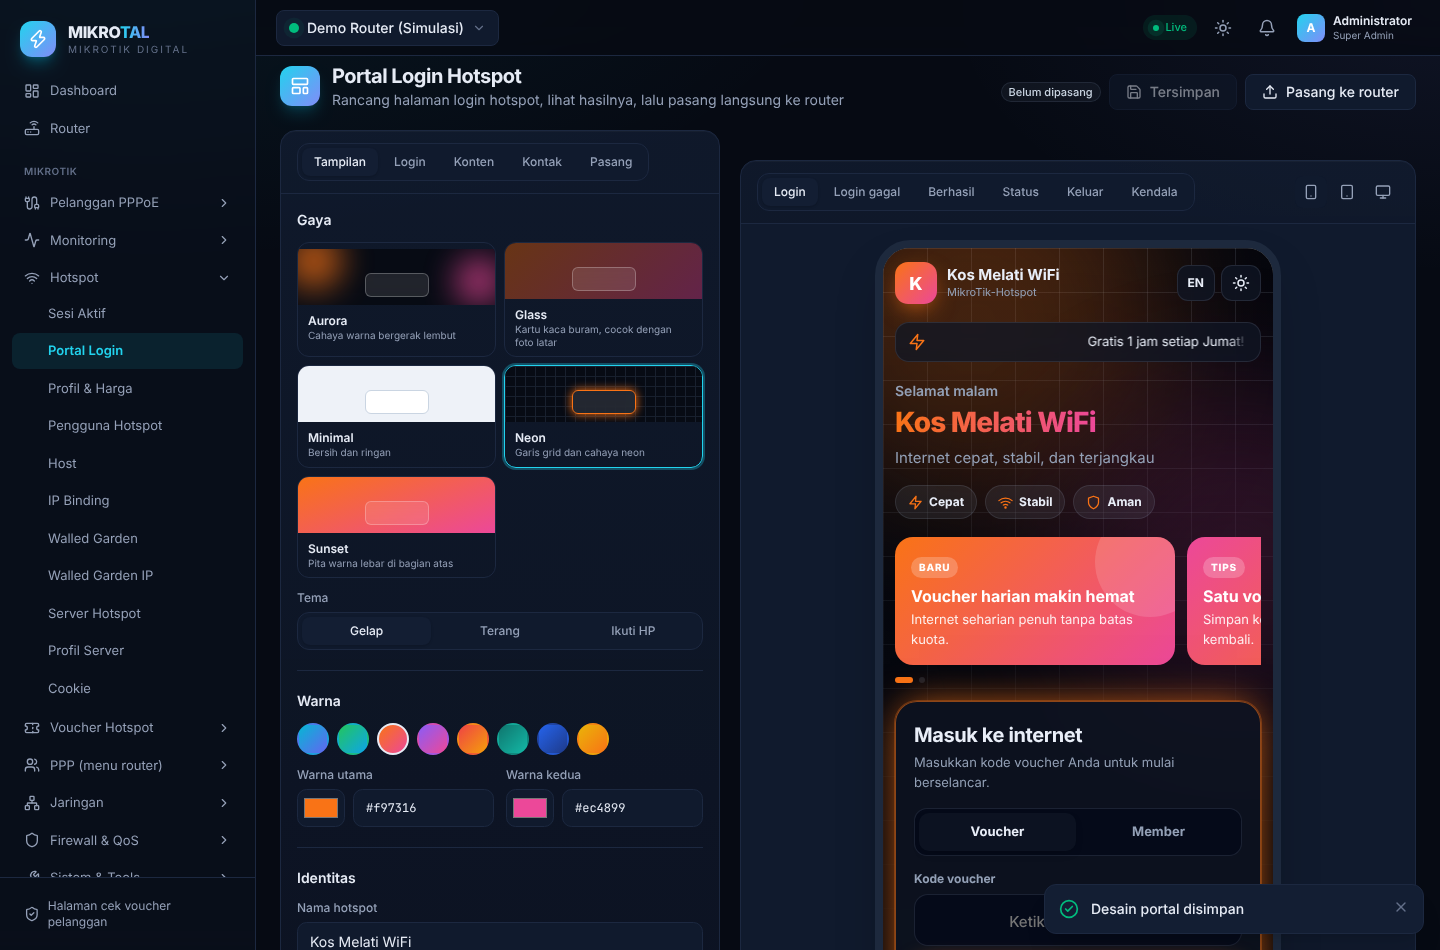 MIKROTAL
MIKROTIK DIGITAL
Dashboard
Router
MIKROTIK
Pelanggan PPPoE
Monitoring
Hotspot
Sesi Aktif
Portal Login
Profil & Harga
Pengguna Hotspot
Host
IP Binding
Walled Garden
Walled Garden IP
Server Hotspot
Profil Server
Cookie
Voucher Hotspot
PPP (menu router)
Jaringan
Firewall & QoS
Sistem & Tools
Halaman cek voucher
pelanggan
Demo Router (Simulasi)
Live
A
Administrator
Super Admin
Portal Login Hotspot
Rancang halaman login hotspot, lihat hasilnya, lalu pasang langsung ke router
Belum dipasang
Tersimpan
Pasang ke router
Tampilan
Login
Konten
Kontak
Pasang
Gaya
Aurora
Cahaya warna bergerak lembut
Glass
Kartu kaca buram, cocok dengan
foto latar
Minimal
Bersih dan ringan
Neon
Garis grid dan cahaya neon
Sunset
Pita warna lebar di bagian atas
Tema
Gelap
Terang
Ikuti HP
Warna
Warna utama
#f97316
Warna kedua
#ec4899
Identitas
Nama hotspot
Kos Melati WiFi
Login
Login gagal
Berhasil
Status
Keluar
Kendala
K
Kos Melati WiFi
MikroTik-Hotspot
EN
Gratis 1 jam setiap Jumat!
Selamat malam
Kos Melati WiFi
Internet cepat, stabil, dan terjangkau
Cepat
Stabil
Aman
BARU
Voucher harian makin hemat
Internet seharian penuh tanpa batas
kuota.
TIPS
Satu vo
Simpan k
kembali.
Masuk ke internet
Masukkan kode voucher Anda untuk mulai
berselancar.
Voucher
Member
Kode voucher
Ketik
Desain portal disimpan